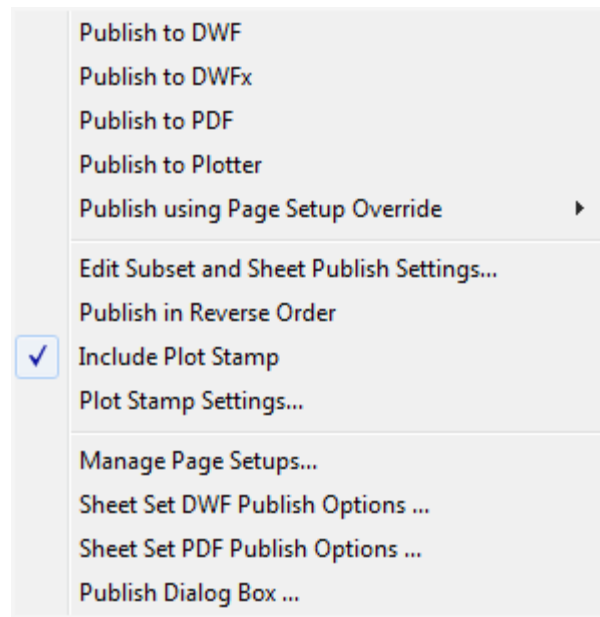 Publish to DWF
Publish to DWFx
Publish to PDF
Publish to Plotter
Publish using Page Setup Override
Edit Subset and Sheet Publish Settings...
Publish in Reverse Order
Include Plot Stamp
Plot Stamp Settings...
Manage Page Setups...
Sheet Set DWF Publish Options ...
Sheet Set PDF Publish Options ...
Publish Dialog Box ...